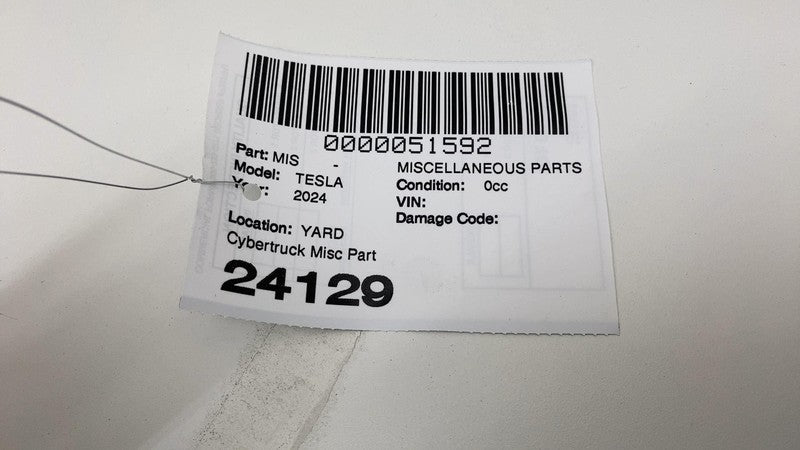 0000051592
Part: MIS - MISCELLANEOUS PARTS
Model: TESLA Condition: 0cc
Year: 2024 VIN:
Damage Code:
Location: YARD
Cybertruck Misc Part
24129